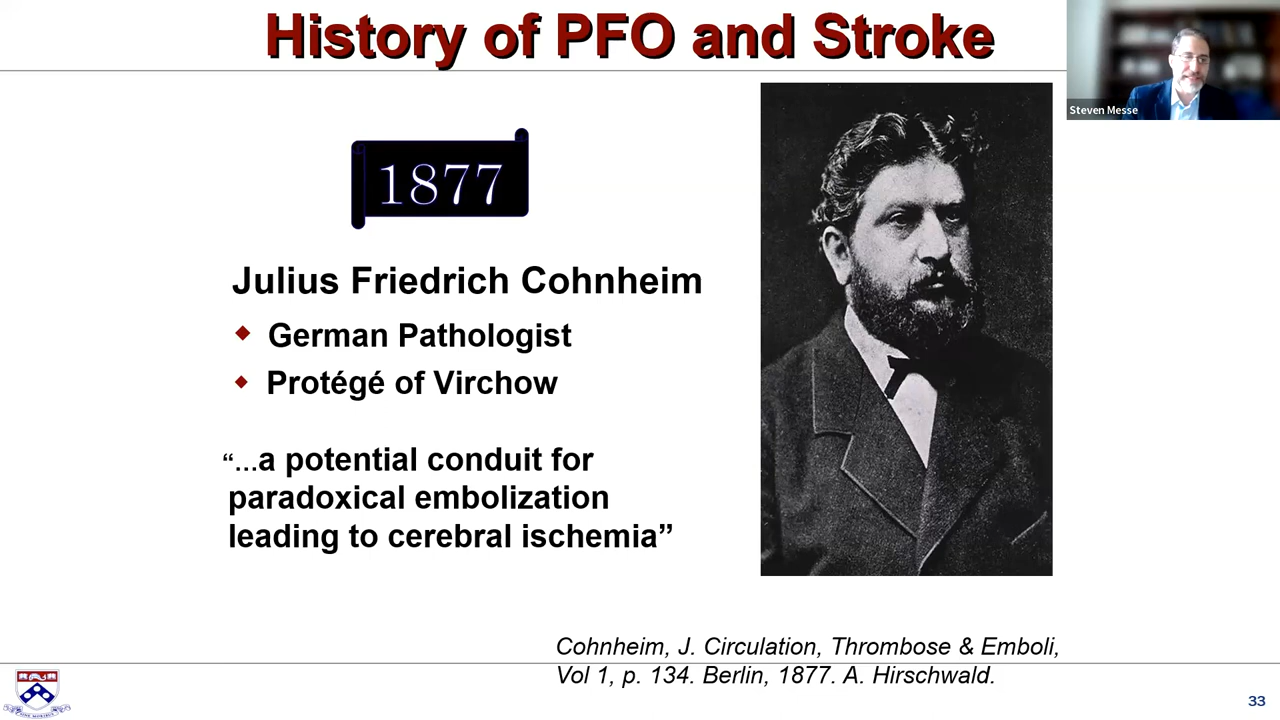 History of PFO and Stroke
Steven Messe
1877
Julius Friedrich Cohnheim
German Pathologist
Protégé of Virchow
“...a potential conduit for
paradoxical embolization
leading to cerebral ischemia”
Cohnheim, J. Circulation, Thrombose & Emboli,
Vol 1, p. 134. Berlin, 1877. A. Hirschwald.
33